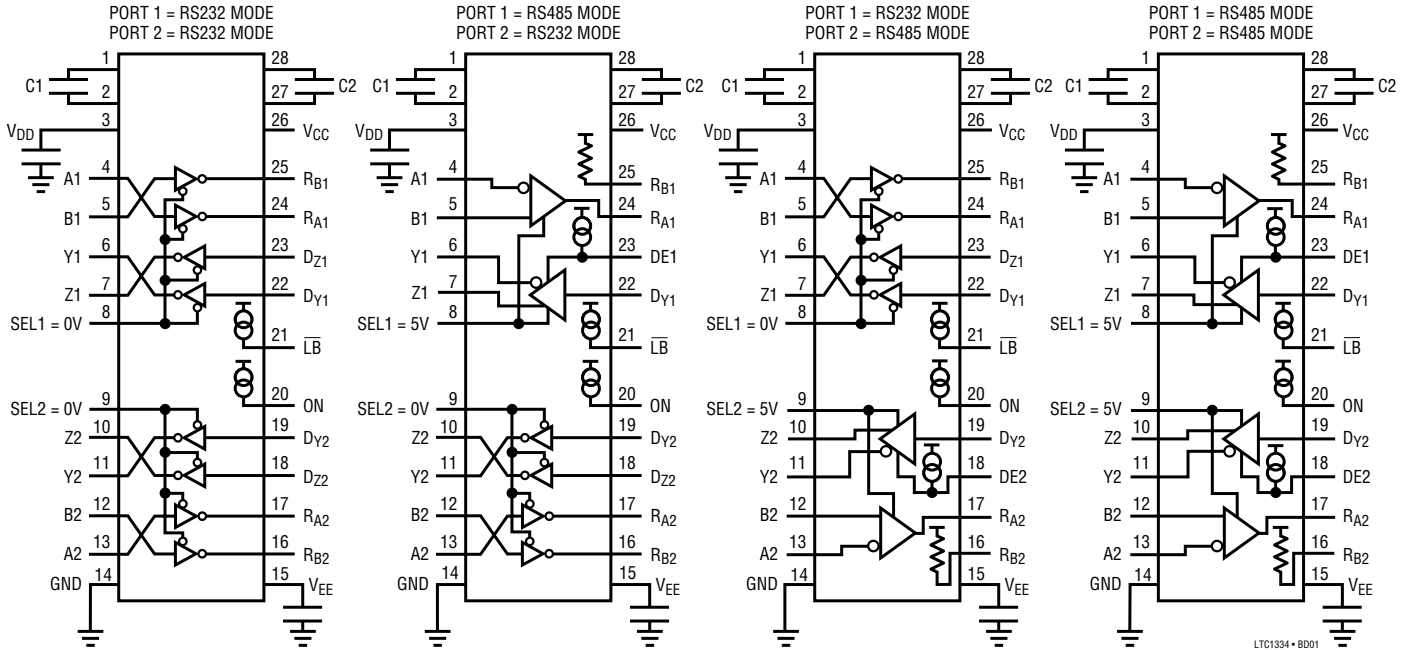 PORT 1 = RS232 MODE
PORT 2 = RS232 MODE
1
28
C1
C2
2
27
3
26
VDD
VCC
4
25
A1
RB1
5
24
B1
RA1
6
23
Y1
DZ1
7
22
Z1
DY1
8
SEL1 = 0V
21
LB
20
ON
9
SEL2 = 0V
19
10
Z2
DY2
18
11
Y2
DZ2
12
17
B2
RA2
13
16
A2
RB2
14
15
GND
VEE
PORT 1 = RS485 MODE
PORT 2 = RS232 MODE
1
28
C1
C2
2
27
3
26
VDD
VCC
4
25
A1
RB1
5
24
B1
RA1
6
23
Y1
DE1
7
22
Z1
DY1
8
SEL1 = 5V
21
LB
20
ON
9
SEL2 = 0V
19
10
Z2
DY2
18
11
Y2
DZ2
12
17
B2
RA2
13
16
A2
RB2
14
15
GND
VEE
PORT 1 = RS232 MODE
PORT 2 = RS485 MODE
1
28
C1
C2
2
27
3
26
VDD
VCC
4
25
A1
RB1
5
24
B1
RA1
6
23
Y1
DZ1
7
22
Z1
DY1
8
SEL1 = 0V
21
LB
20
ON
9
SEL2 = 5V
19
10
Z2
DY2
18
11
Y2
DE2
12
17
B2
RA2
13
16
A2
RB2
14
15
GND
VEE
PORT 1 = RS485 MODE
PORT 2 = RS485 MODE
1
28
C1
C2
2
27
3
26
VDD
VCC
4
25
A1
RB1
5
24
B1
RA1
6
23
Y1
DE1
7
22
Z1
DY1
8
SEL1 = 5V
21
LB
20
ON
9
SEL2 = 5V
19
10
Z2
DY2
18
11
Y2
DE2
12
17
B2
RA2
13
16
A2
RB2
14
15
GND
VEE
LTC1334 • BD01